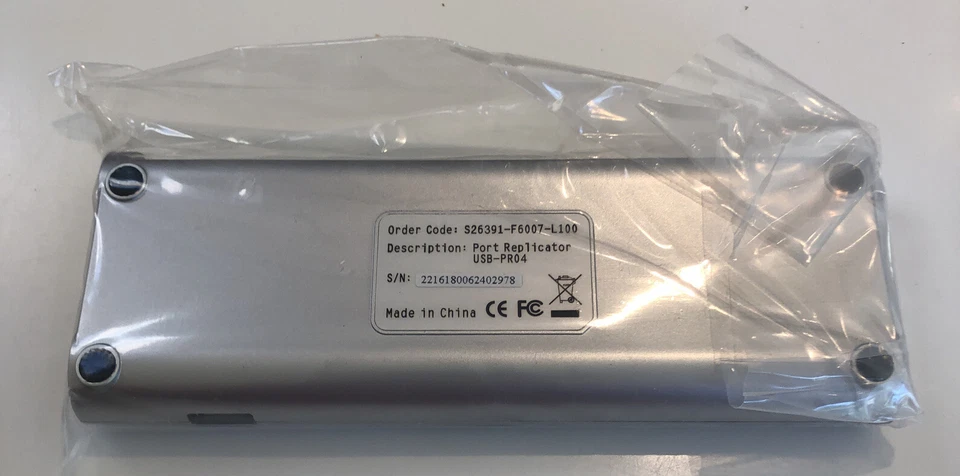 Order Code: S26391-F6007-L100
Description: Port Replicator
USB-PR04
S/N: 2216180062402978
Made in China CE FC